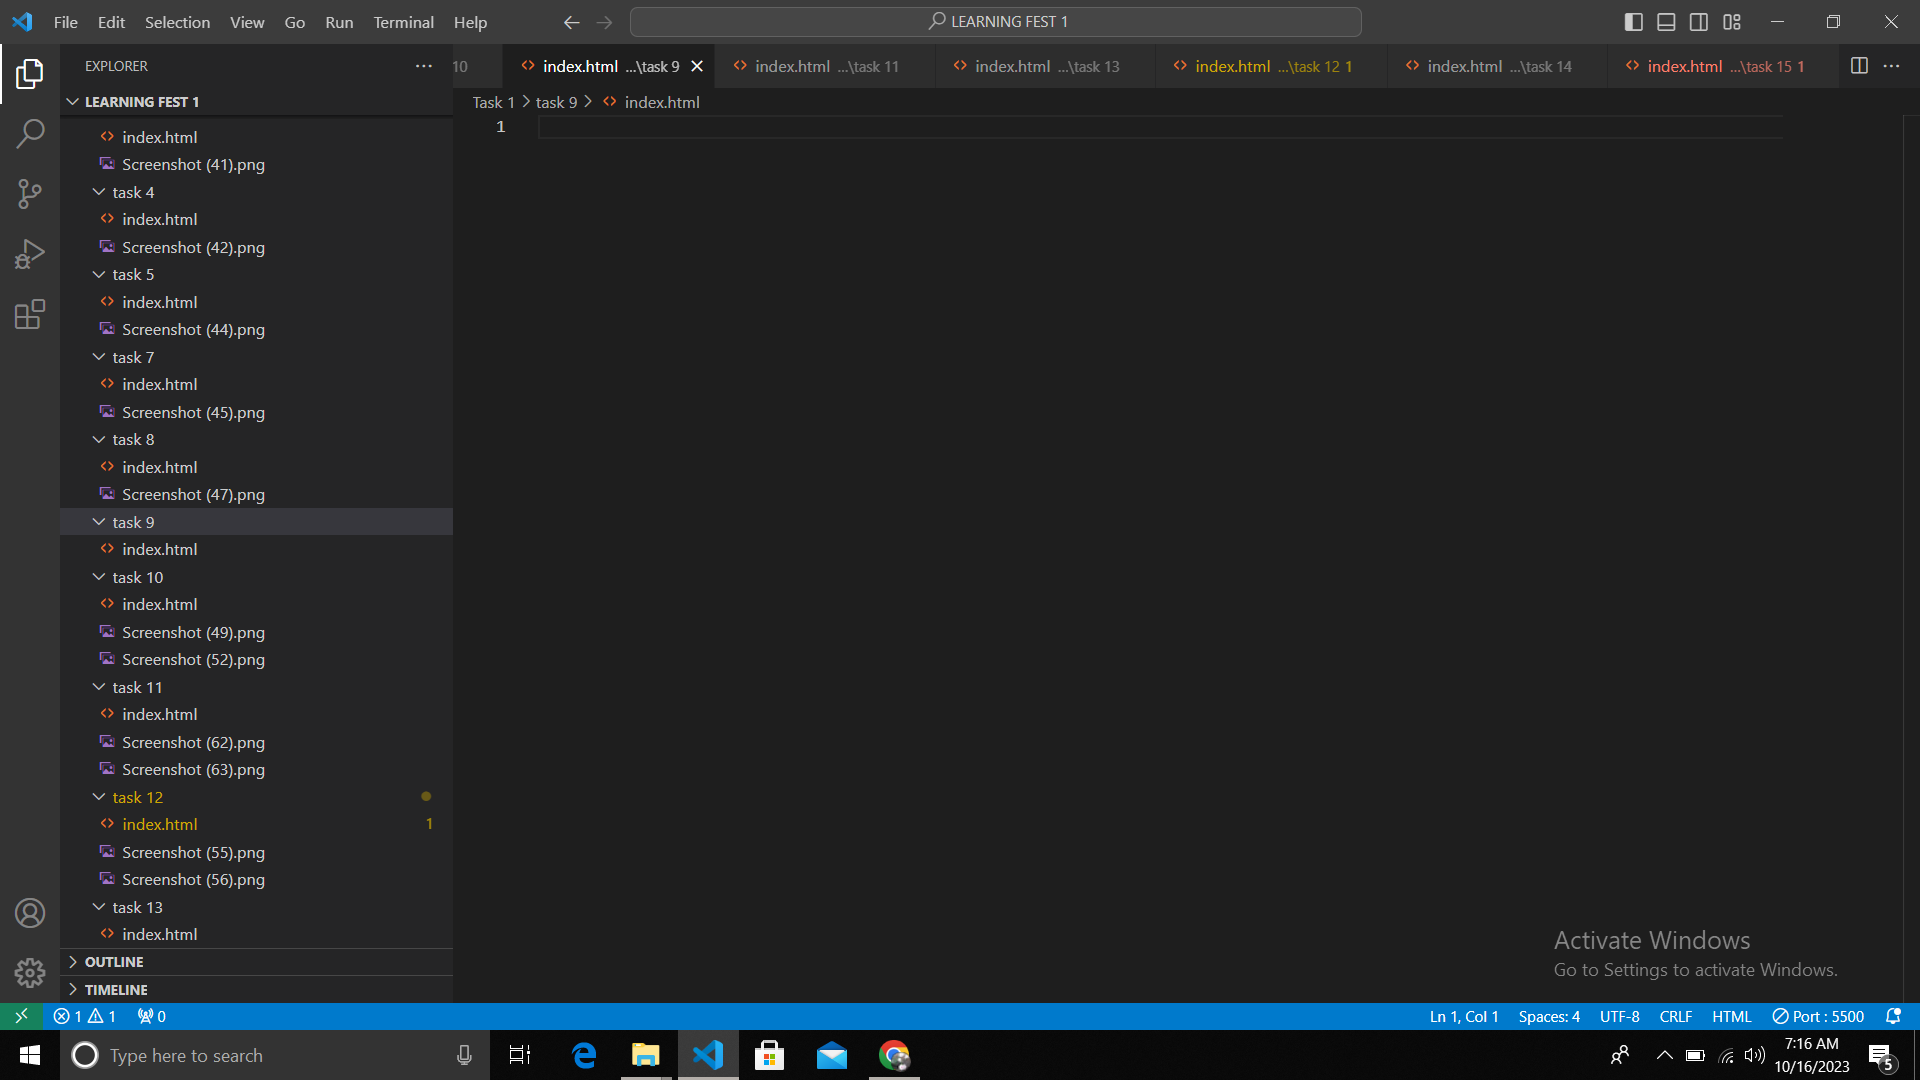 File Edit Selection View Go Run Terminal Help
LEARNING FEST 1
EXPLORER
10
index.html ...\task 9
index.html ...\task 11
index.html ...\task 13
index.html ...\task 12 1
index.html ...\task 14
index.html ...\task 15 1
LEARNING FEST 1
Task 1 > task 9 > index.html
1
index.html
Screenshot (41).png
task 4
index.html
Screenshot (42).png
task 5
index.html
Screenshot (44).png
task 7
index.html
Screenshot (45).png
task 8
index.html
Screenshot (47).png
task 9
index.html
task 10
index.html
Screenshot (49).png
Screenshot (52).png
task 11
index.html
Screenshot (62).png
Screenshot (63).png
task 12
index.html 1
Screenshot (55).png
Screenshot (56).png
task 13
index.html
OUTLINE
TIMELINE
Activate Windows
Go to Settings to activate Windows.
1 1 0
Ln 1, Col 1 Spaces: 4 UTF-8 CRLF HTML Port : 5500
Type here to search
7:16 AM
10/16/2023
5